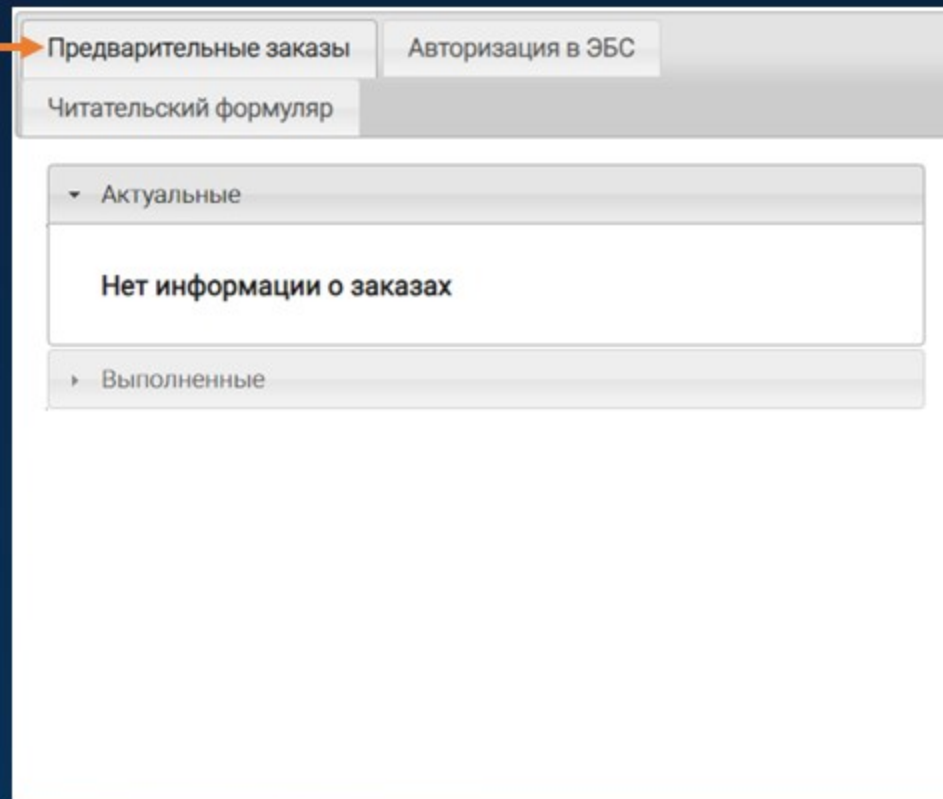 Предварительные заказы Авторизация в ЭБС
Читательский формуляр
Актуальные
Нет информации о заказах
Выполненные